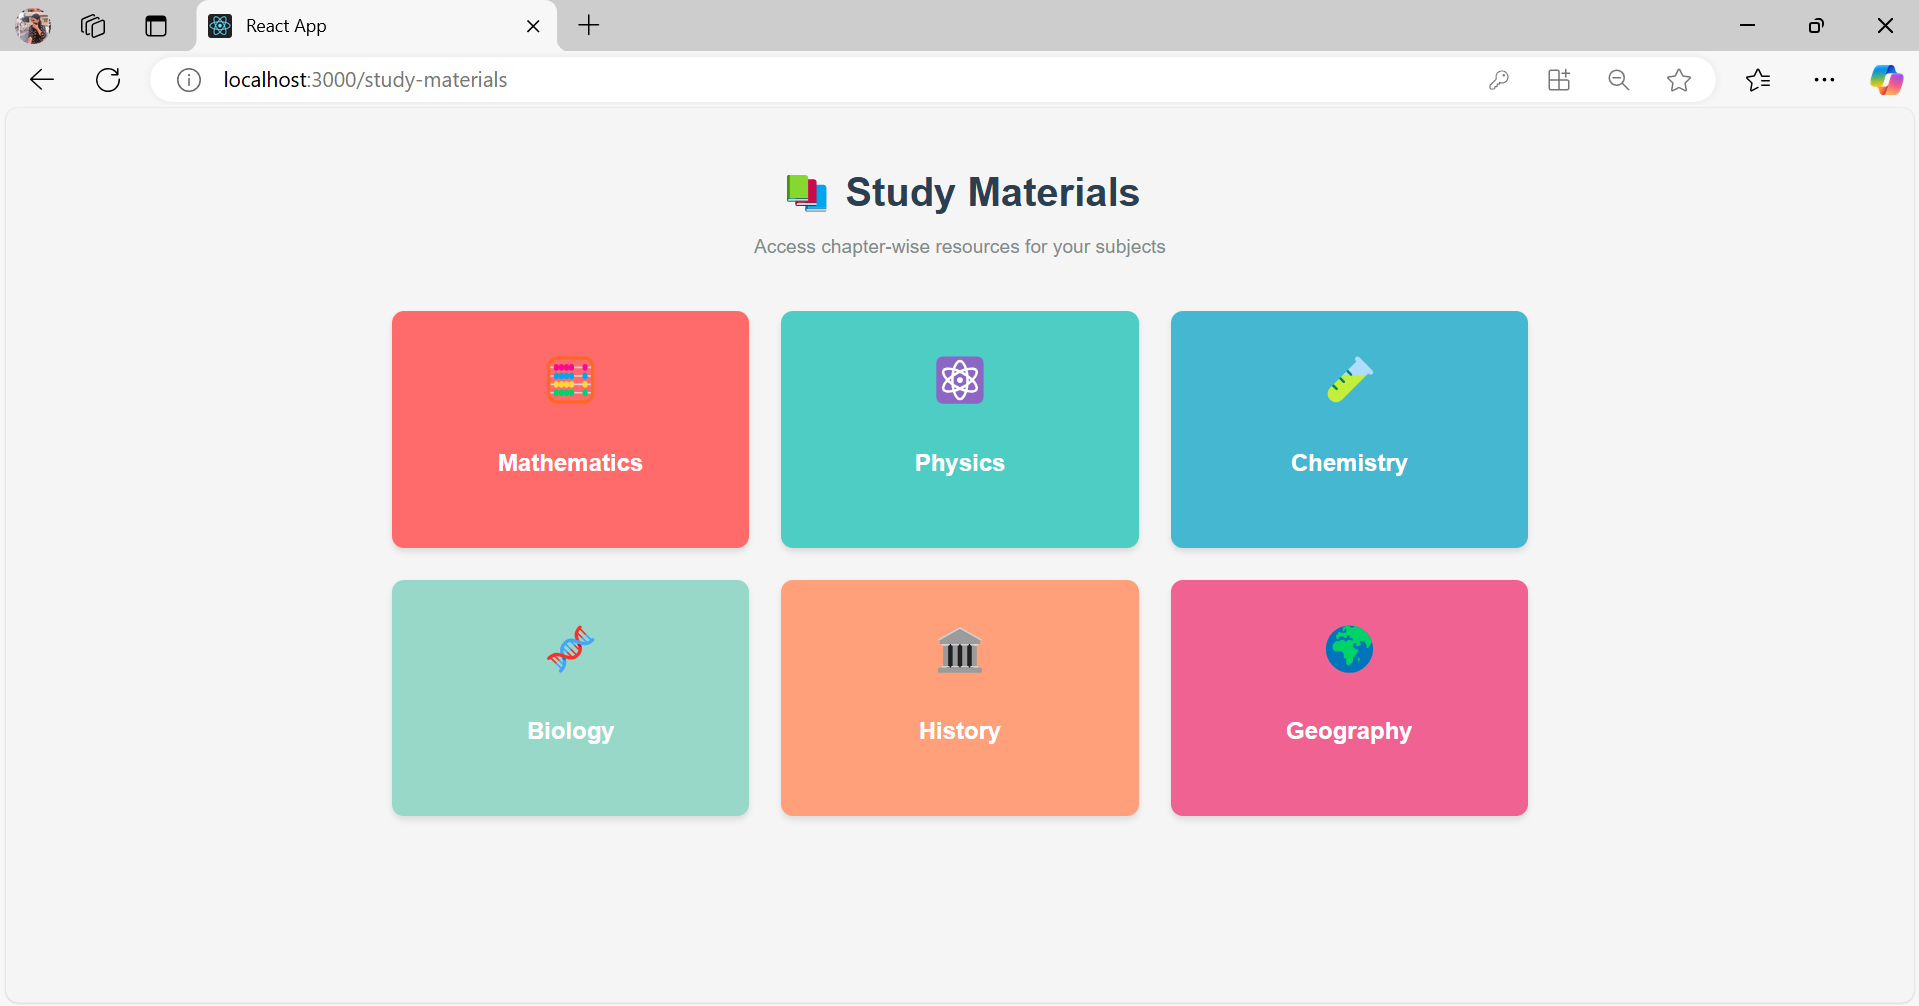 React App
localhost:3000/study-materials
Study Materials
Access chapter-wise resources for your subjects
Mathematics
Physics
Chemistry
Biology
History
Geography